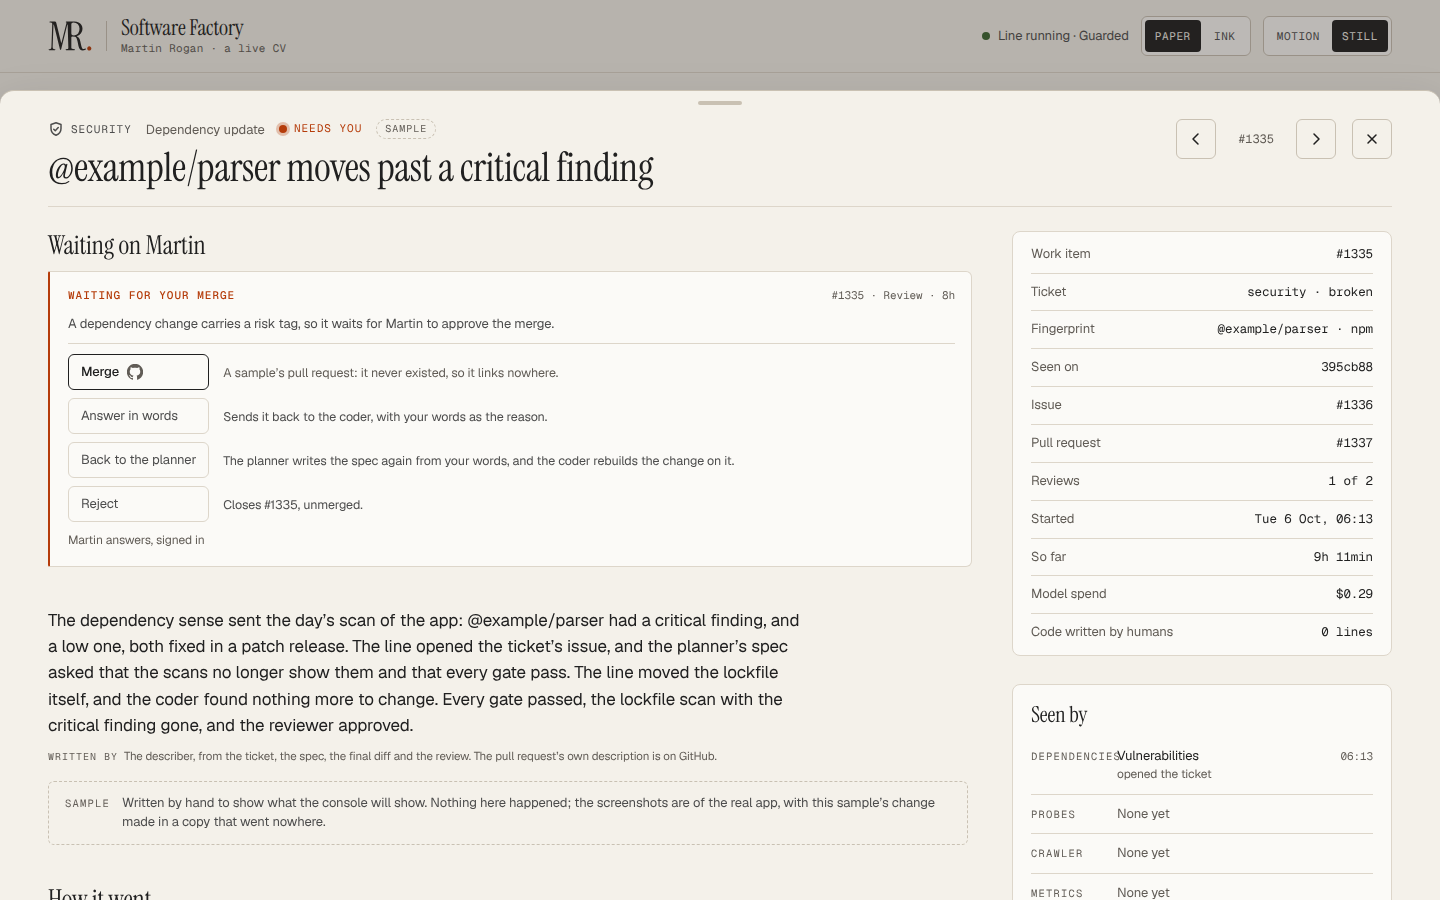 MR.
Software Factory
Martin Rogan · a live CV
Line running · Guarded
PAPER
INK
MOTION
STILL
SECURITY
Dependency update
NEEDS YOU
SAMPLE
#1335
@example/parser moves past a critical finding
Waiting on Martin
WAITING FOR YOUR MERGE
#1335 · Review · 8h
A dependency change carries a risk tag, so it waits for Martin to approve the merge.
Merge
A sample's pull request: it never existed, so it links nowhere.
Answer in words
Sends it back to the coder, with your words as the reason.
Back to the planner
The planner writes the spec again from your words, and the coder rebuilds the change on it.
Reject
Closes #1335, unmerged.
Martin answers, signed in
The dependency sense sent the day's scan of the app: @example/parser had a critical finding, and
a low one, both fixed in a patch release. The line opened the ticket's issue, and the planner's spec
asked that the scans no longer show them and that every gate pass. The line moved the lockfile
itself, and the coder found nothing more to change. Every gate passed, the lockfile scan with the
critical finding gone, and the reviewer approved.
WRITTEN BY The describer, from the ticket, the spec, the final diff and the review. The pull request's own description is on GitHub.
SAMPLE
Written by hand to show what the console will show. Nothing here happened; the screenshots are of the real app, with this sample's change
made in a copy that went nowhere.
How it went
Work item #1335
Ticket security · broken
Fingerprint @example/parser · npm
Seen on 395cb88
Issue #1336
Pull request #1337
Reviews 1 of 2
Started Tue 6 Oct, 06:13
So far 9h 11min
Model spend $0.29
Code written by humans 0 lines
Seen by
DEPENDENCIES Vulnerabilities 06:13
opened the ticket
PROBES None yet
CRAWLER None yet
METRICS None yet